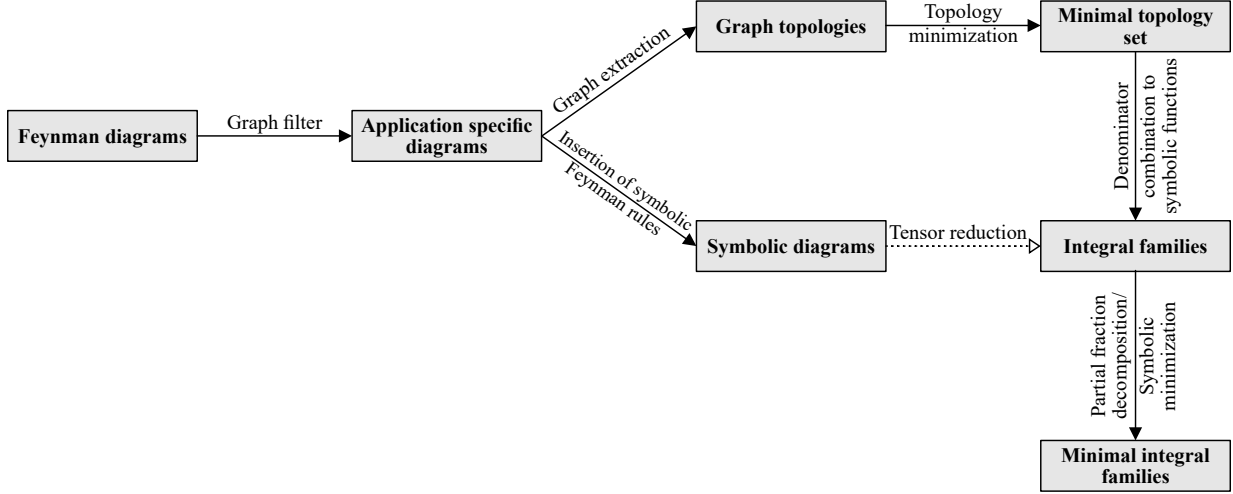 Graph topologies
Topology
minimization
Minimal topology
set
Graph extraction
Feynman diagrams
Graph filter
Application specific
diagrams
Insertion of symbolic
Feynman rules
Denominator
combination to
symbolic functions
Symbolic diagrams
Tensor reduction
Integral families
Partial fraction
decomposition/
Symbolic
minimization
Minimal integral
families